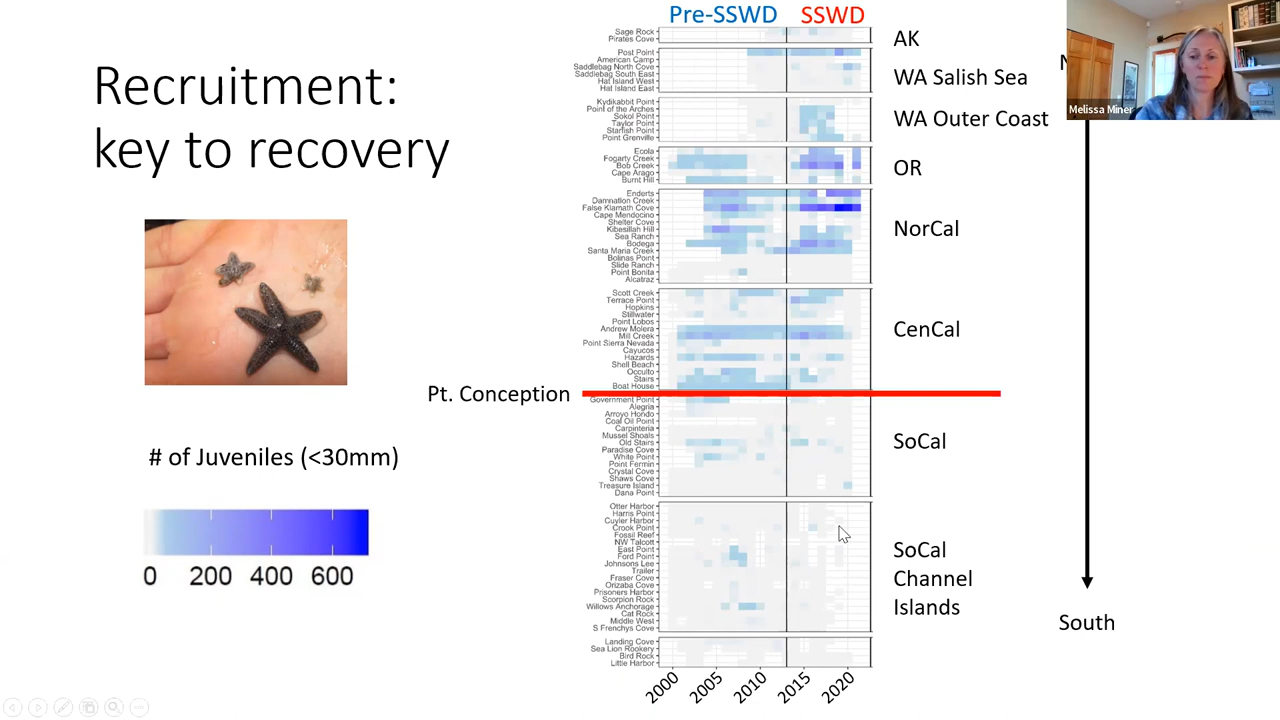 Recruitment:
key to recovery
# of Juveniles (<30mm)
0 200 400 600
Pt. Conception
Pre-SSWD SSWD
Sage Rock
Pirates Cove
Post Point
American Camp
Saddlebag North Cove
Saddlebag South East
Hat Island West
Hat Island East
Kydikabbit Point
Point of the Arches
Sokol Point
Taylor Point
Starfish Point
Point Grenville
Ecola
Fogarty Creek
Bob Creek
Cape Arago
Burnt Hill
Enderts
Damnation Creek
False Klamath Cove
Cape Mendocino
Shelter Cove
Kibesillah Hill
Sea Ranch
Bodega
Santa Maria Creek
Bolinas Point
Slide Ranch
Point Bonita
Alcatraz
Scott Creek
Terrace Point
Hopkins
Stillwater
Point Lobos
Andrew Molera
Mill Creek
Point Sierra Nevada
Cayucos
Hazards
Shell Beach
Occulto
Stairs
Boat House
Government Point
Alegria
Arroyo Hondo
Coal Oil Point
Carpinteria
Mussel Shoals
Old Stairs
Paradise Cove
White Point
Point Fermin
Crystal Cove
Shaws Cove
Treasure Island
Dana Point
Otter Harbor
Harris Point
Cuyler Harbor
Crook Point
Fossil Reef
NW Talcott
East Point
Ford Point
Johnsons Lee
Trailer
Fraser Cove
Orizaba Cove
Prisoners Harbor
Scorpion Rock
Willows Anchorage
Cat Rock
Middle West
S Frenchys Cove
Landing Cove
Sea Lion Rookery
Bird Rock
Little Harbor
2000 2005 2010 2015 2020
AK
WA Salish Sea
WA Outer Coast
OR
NorCal
CenCal
SoCal
SoCal
Channel
Islands
N
Melissa Miner
South